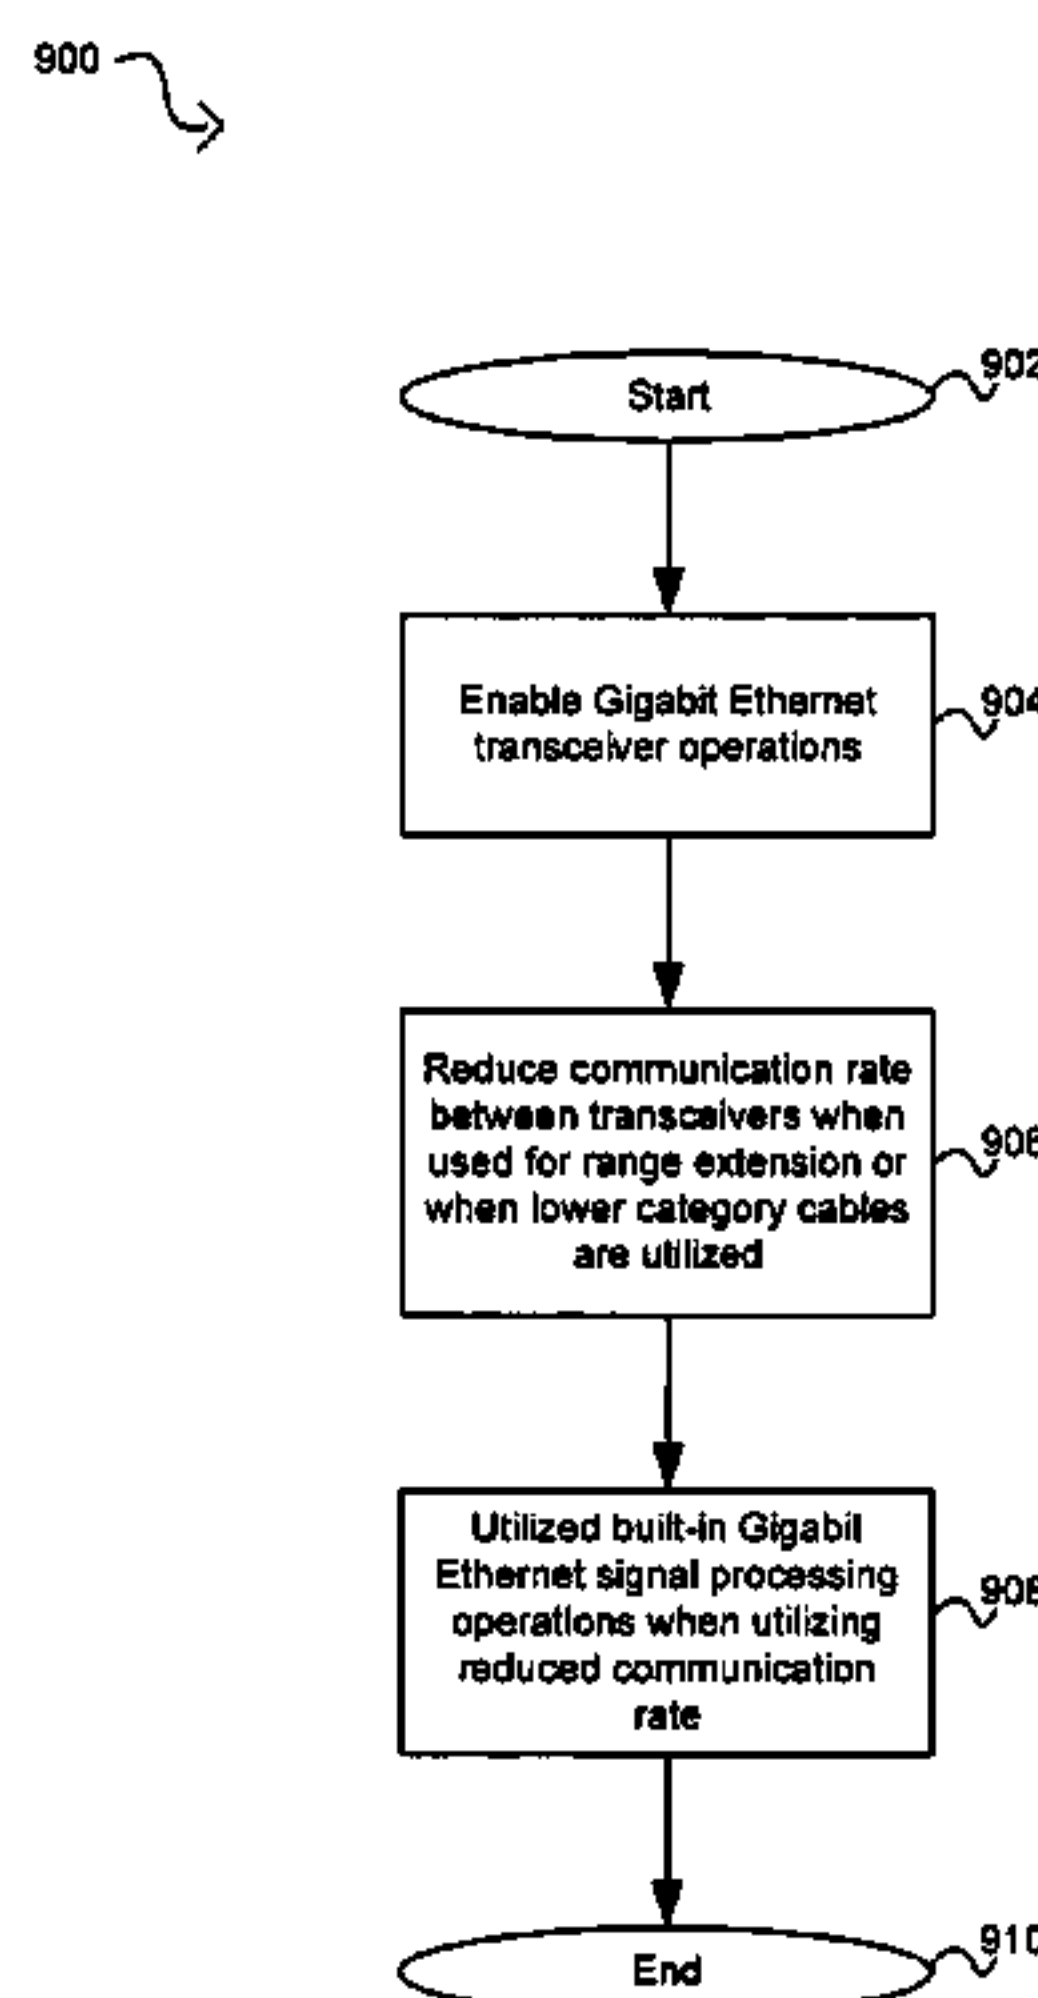 900
902
Start
Enable Gigabit Ethernet
transceiver operations
904
Reduce communication rate
between transceivers when
used for range extension or
when lower category cables
are utilized
906
Utilized built-in Gigabit
Ethernet signal processing
operations when utilizing
reduced communication
rate
908
910
End